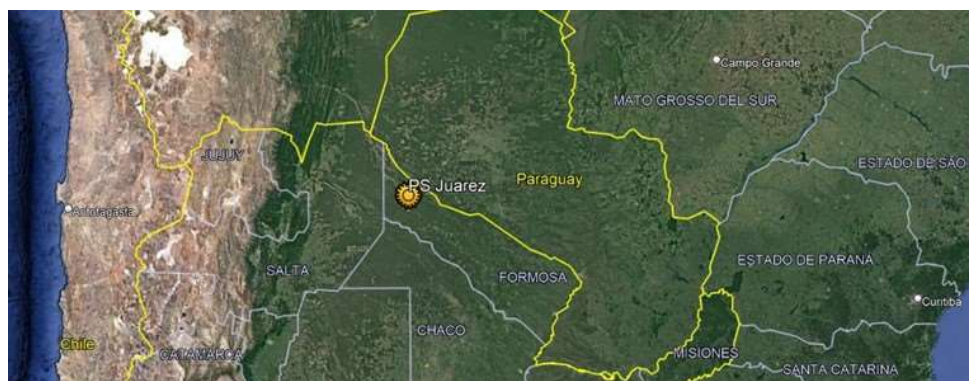 Campo Grande
MATO GROSSO DEL SUR
JUJUY
ESTADO DE SÃO
PS Juarez
Paraguay
Antofagasta
ESTADO DE PARANÁ
SALTA
FORMOSA
Curitiba
CHACO
Chile
CATAMARCA
MISIONES
SANTA CATARINA